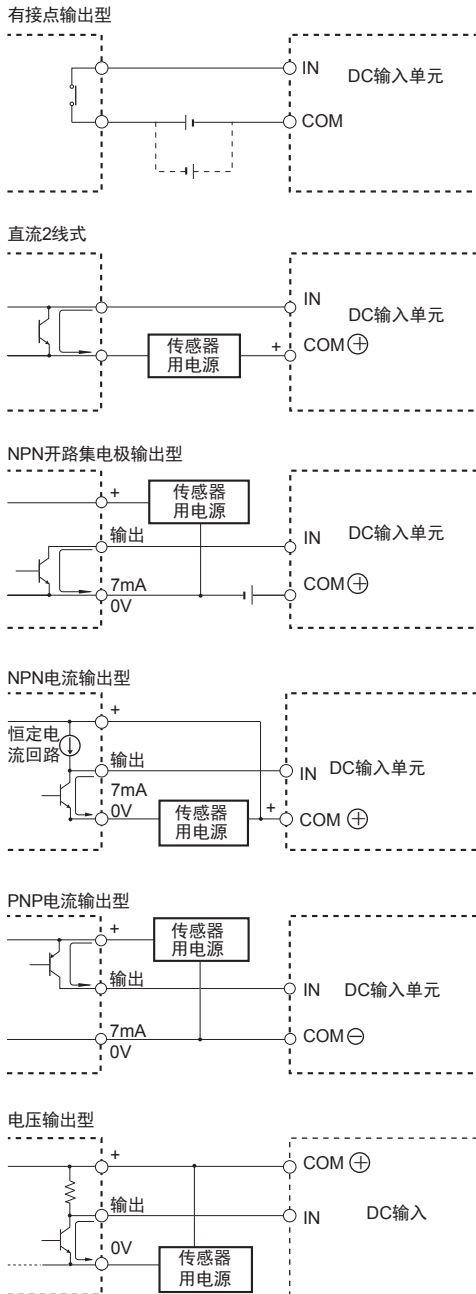 有接点输出型
IN
DC输入单元
COM
直流2线式
IN
DC输入单元
传感器
用电源
+
COM⊕
NPN开路集电极输出型
+
传感器
用电源
输出
IN
DC输入单元
7mA
0V
COM⊕
NPN电流输出型
+
恒定电
流回路
输出
IN
DC输入单元
7mA
0V
传感器
用电源
+
COM ⊕
PNP电流输出型
+
传感器
用电源
输出
IN
DC输入单元
7mA
0V
COM⊖
电压输出型
+
COM ⊕
输出
IN
DC输入
0V
传感器
用电源